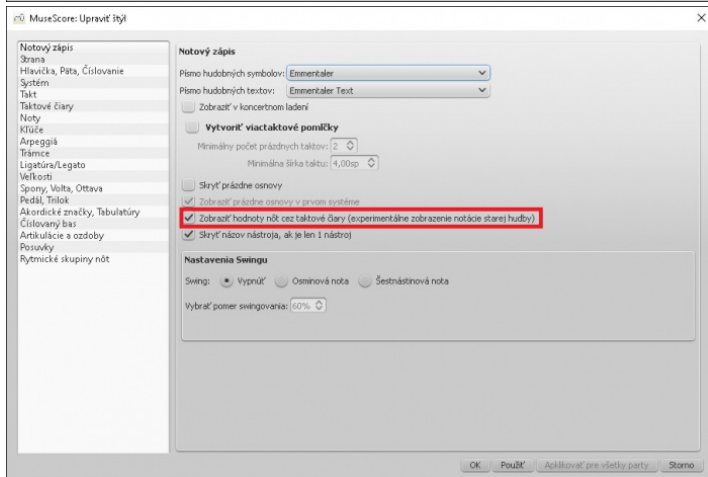 MuseScore: Upraviť štýl
Notový zápis
Strana
Hlavička, Päta, Číslovanie
Systém
Takt
Taktové čiary
Noty
Kľúče
Arpeggiá
Trámce
Ligatúra/Legato
Veľkosti
Spony, Volta, Ottava
Pedál, Trilok
Akordické značky, Tabulatúry
Číslovaný bas
Artikulácie a ozdoby
Posuvky
Rytmické skupiny nôt
Notový zápis
Písmo hudobných symbolov: Emmentaler
Písmo hudobných textov: Emmentaler Text
Zobraziť v koncertnom ladení
Vytvoriť viactaktové pomlčky
Minimálny počet prázdnych taktov: 2
Minimálna šírka taktu: 4,00sp
Skryť prázdne osnovy
Zobraziť prázdne osnovy v prvom systéme
Zobraziť hodnoty nôt cez taktové čiary (experimentálne zobrazenie notácie starej hudby)
Skryť názov nástroja, ak je len 1 nástroj
Nastavenia Swingu
Swing: Vypnúť Osminová nota Šestnástinová nota
Vybrať pomer swingovania: 60%
OK Použiť Aplikovať pre všetky party Storno